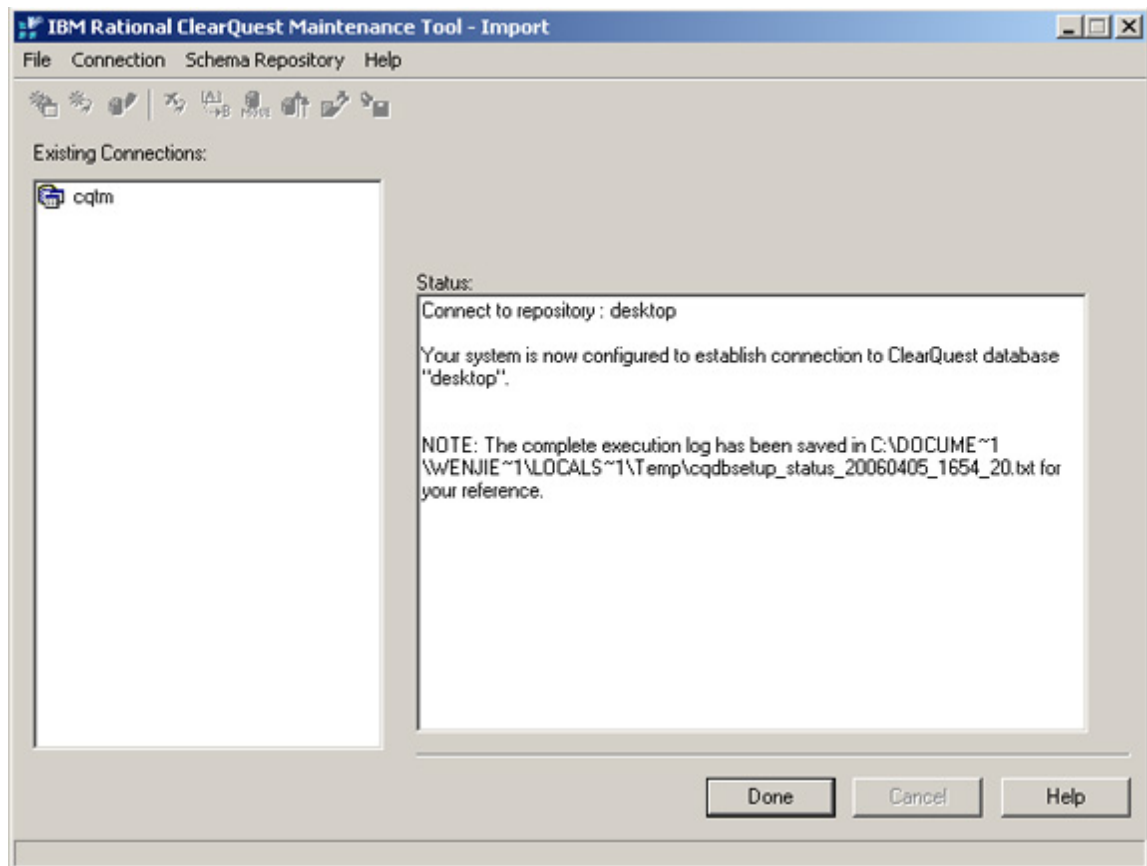 IBM Rational ClearQuest Maintenance Tool - Import
File Connection Schema Repository Help
Existing Connections:
cqtm
Status:
Connect to repository : desktop
Your system is now configured to establish connection to ClearQuest database
"desktop".
NOTE: The complete execution log has been saved in C:\DOCUME~1
\WENJIE~1\LOCALS~1\Temp\cqdbsetup_status_20060405_1654_20.txt for
your reference.
Done Cancel Help